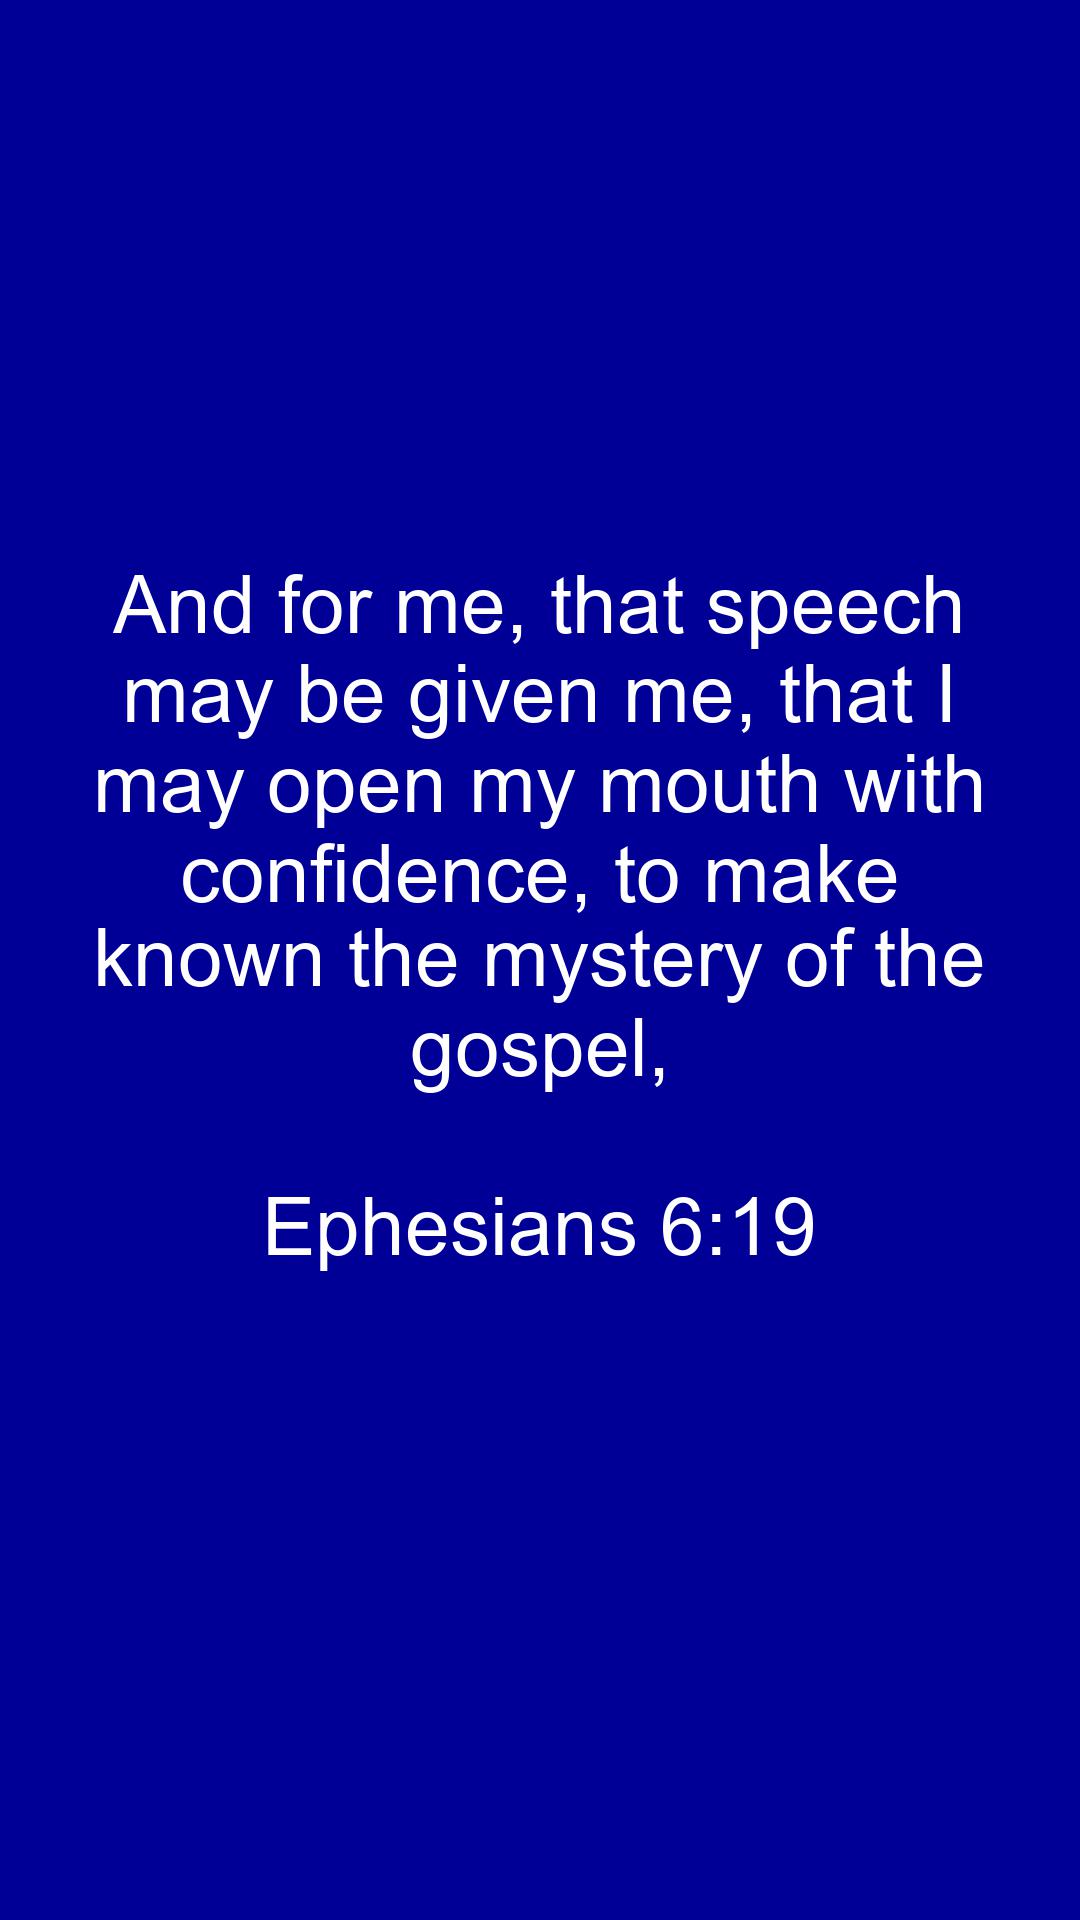 And for me, that speech
may be given me, that I
may open my mouth with
confidence, to make
known the mystery of the
gospel,
Ephesians 6:19